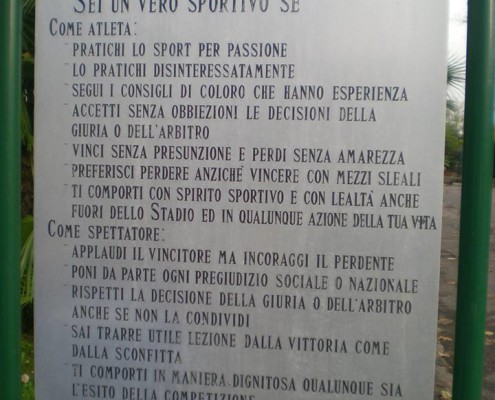 SEI UN VERO SPORTIVO SE
COME ATLETA:
- PRATICHI LO SPORT PER PASSIONE
- LO PRATICHI DISINTERESSATAMENTE
- SEGUI I CONSIGLI DI COLORO CHE HANNO ESPERIENZA
- ACCETTI SENZA OBBIEZIONI LE DECISIONI DELLA
GIURIA O DELL'ARBITRO
- VINCI SENZA PRESUNZIONE E PERDI SENZA AMAREZZA
- PREFERISCI PERDERE ANZICHÈ VINCERE CON MEZZI SLEALI
- TI COMPORTI CON SPIRITO SPORTIVO E CON LEALTÀ ANCHE
FUORI DELLO STADIO ED IN QUALUNQUE AZIONE DELLA TUA VITA
COME SPETTATORE:
- APPLAUDI IL VINCITORE MA INCORAGGI IL PERDENTE
- PONI DA PARTE OGNI PREGIUDIZIO SOCIALE O NAZIONALE
- RISPETTI LA DECISIONE DELLA GIURIA O DELL'ARBITRO
ANCHE SE NON LA CONDIVIDI
- SAI TRARRE UTILE LEZIONE DALLA VITTORIA COME
DALLA SCONFITTA
- TI COMPORTI IN MANIERA DIGNITOSA QUALUNQUE SIA
L'ESITO DELLA COMPETIZIONE